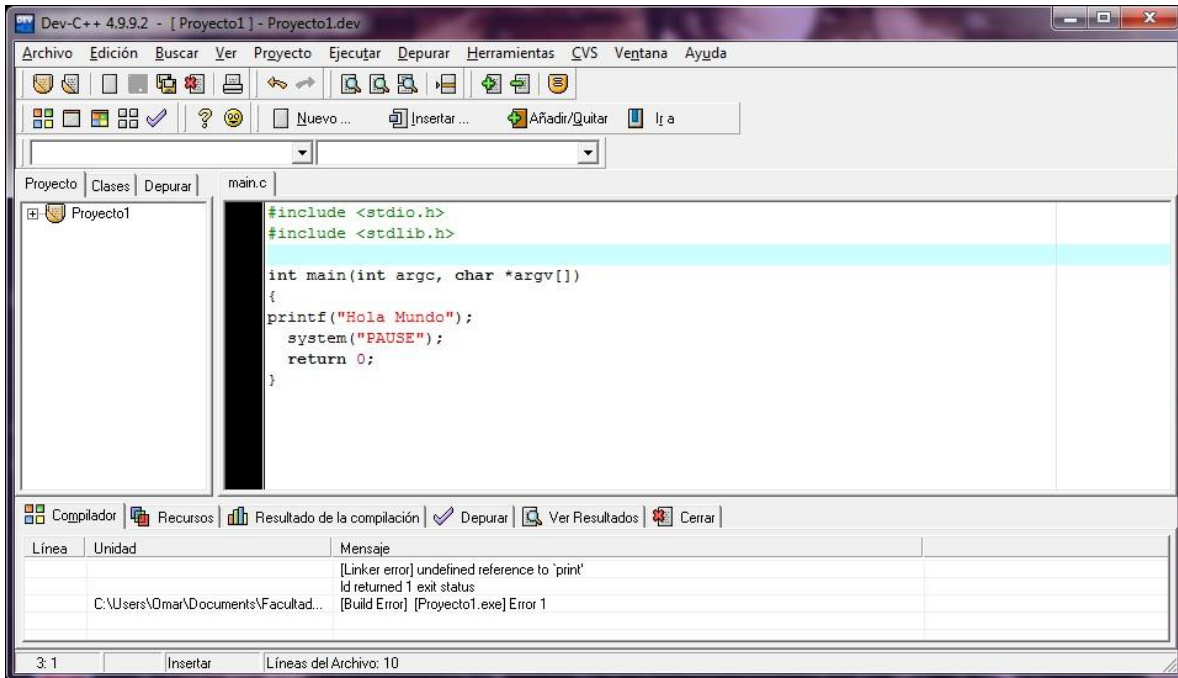 Dev-C++ 4.9.9.2 - [ Proyecto1 ] - Proyecto1.dev
Archivo Edición Buscar Ver Proyecto Ejecutar Depurar Herramientas CVS Ventana Ayuda
Nuevo ... Insertar ... Añadir/Quitar Ir a
Proyecto Clases Depurar main.c
Proyecto1
#include <stdio.h>
#include <stdlib.h>
int main(int argc, char *argv[])
{
printf("Hola Mundo");
system("PAUSE");
return 0;
}
Compilador Recursos Resultado de la compilación Depurar Ver Resultados Cerrar
Línea Unidad Mensaje
[Linker error] undefined reference to `print'
ld returned 1 exit status
C:\Users\Omar\Documents\Facultad... [Build Error] [Proyecto1.exe] Error 1
3: 1 Insertar Líneas del Archivo: 10